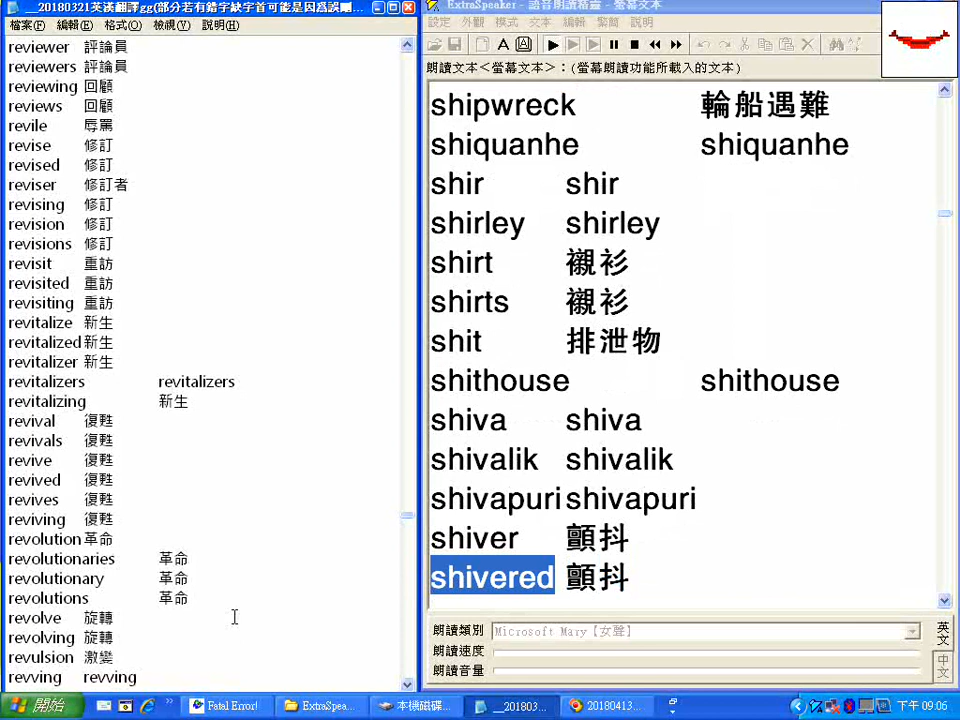 __20180321英漢翻譯gg(部分若有錯字缺字首可能是因爲誤刪...
檔案(F) 編輯(E) 格式(O) 檢視(V) 說明(H)
reviewer 評論員
reviewers 評論員
reviewing 回顧
reviews 回顧
revile 辱罵
revise 修訂
revised 修訂
reviser 修訂者
revising 修訂
revision 修訂
revisions 修訂
revisit 重訪
revisited 重訪
revisiting 重訪
revitalize 新生
revitalized 新生
revitalizer 新生
revitalizers revitalizers
revitalizing 新生
revival 復甦
revivals 復甦
revive 復甦
revived 復甦
revives 復甦
reviving 復甦
revolution 革命
revolutionaries 革命
revolutionary 革命
revolutions 革命
revolve 旋轉
revolving 旋轉
revulsion 激變
revving revving
ExtraSpeaker - 語音朗讀精靈 - 螢幕文本
設定 外觀 模式 文本 編輯 繁簡 說明
朗讀文本<螢幕文本>：(螢幕朗讀功能所載入的文本)
shipwreck 輪船遇難
shiquanhe shiquanhe
shir shir
shirley shirley
shirt 襯衫
shirts 襯衫
shit 排泄物
shithouse shithouse
shiva shiva
shivalik shivalik
shivapuri shivapuri
shiver 顫抖
shivered 顫抖
朗讀類別 Microsoft Mary【女聲】
朗讀速度
朗讀音量
英文
中文
開始 Fatal Error! ExtraSpea... 本機磁碟... __201803... 20180413... 下午 09:06